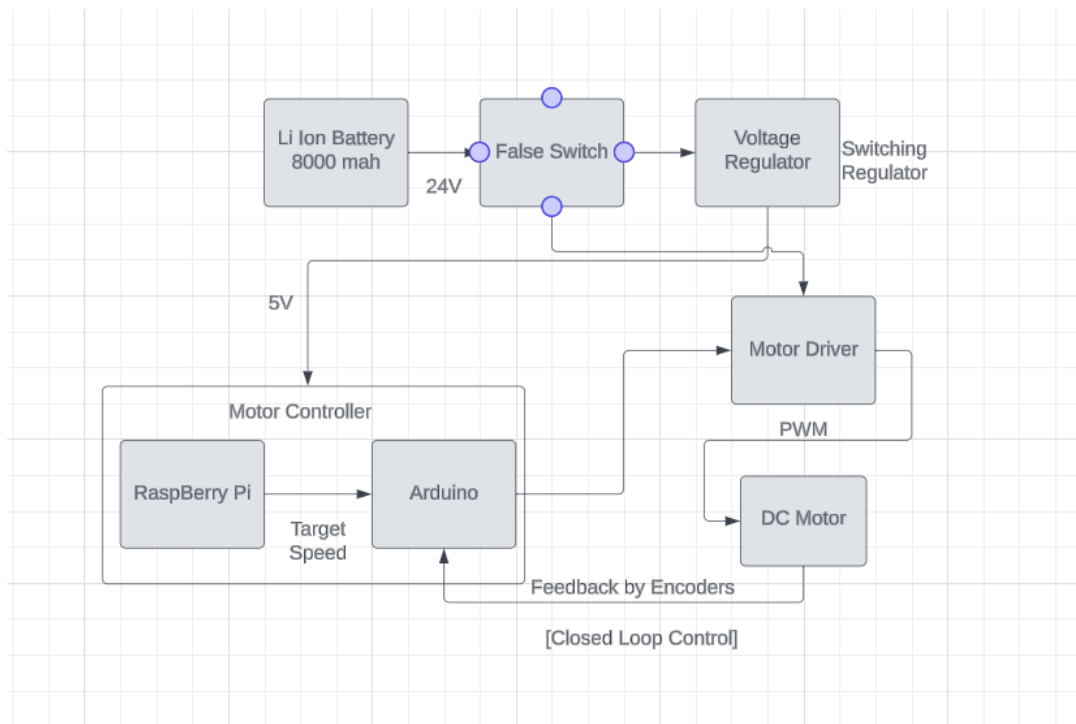 Li Ion Battery
8000 mah
24V
False Switch
Voltage
Regulator
Switching
Regulator
5V
Motor Driver
Motor Controller
PWM
RaspBerry Pi
Target
Speed
Arduino
DC Motor
Feedback by Encoders
[Closed Loop Control]